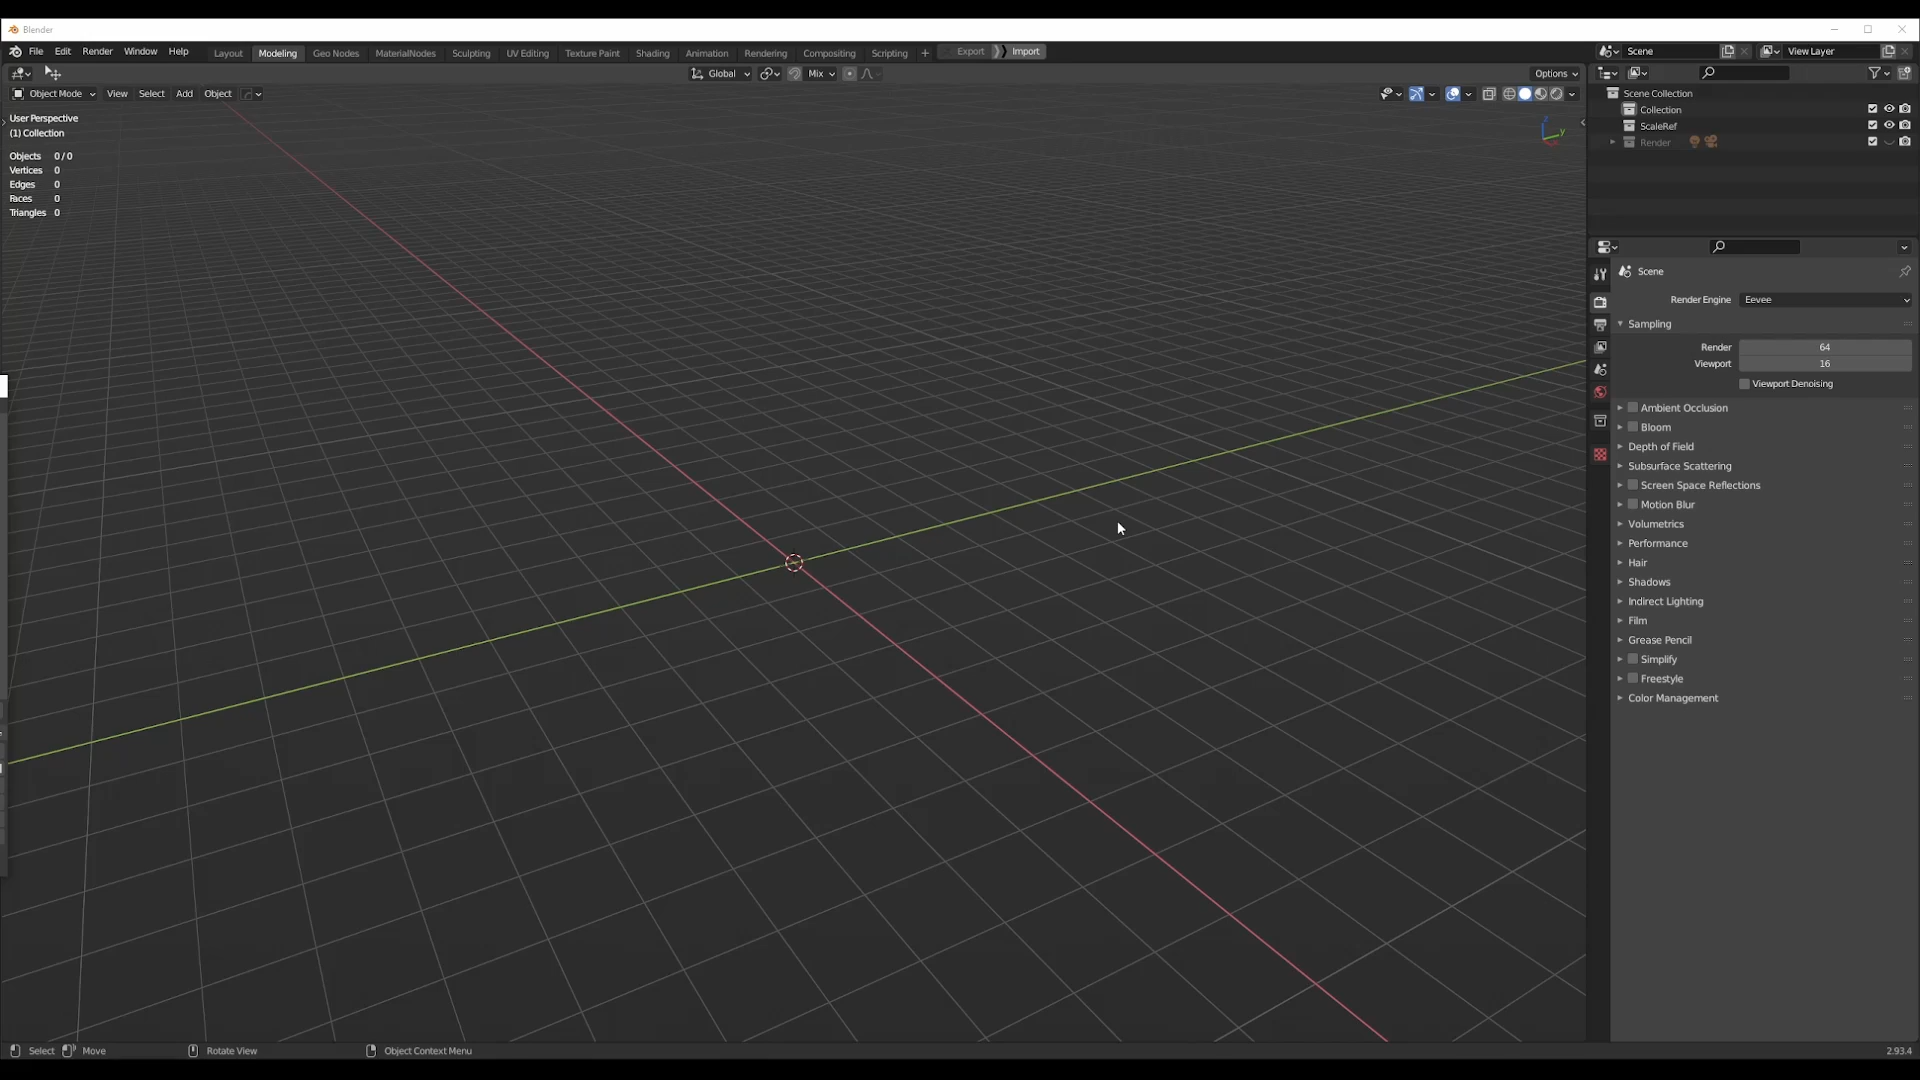 Blender
File Edit Render Window Help Layout Modeling Geo Nodes MaterialNodes Sculpting UV Editing Texture Paint Shading Animation Rendering Compositing Scripting + Export Import Scene View Layer
Global Mix Options
Object Mode View Select Add Object
User Perspective
(1) Collection
Objects 0 / 0
Vertices 0
Edges 0
Faces 0
Triangles 0
z
y
Scene Collection
Collection
ScaleRef
Render
Scene
Render Engine Eevee
Sampling
Render 64
Viewport 16
Viewport Denoising
Ambient Occlusion
Bloom
Depth of Field
Subsurface Scattering
Screen Space Reflections
Motion Blur
Volumetrics
Performance
Hair
Shadows
Indirect Lighting
Film
Grease Pencil
Simplify
Freestyle
Color Management
Select Move Rotate View Object Context Menu 2.93.4